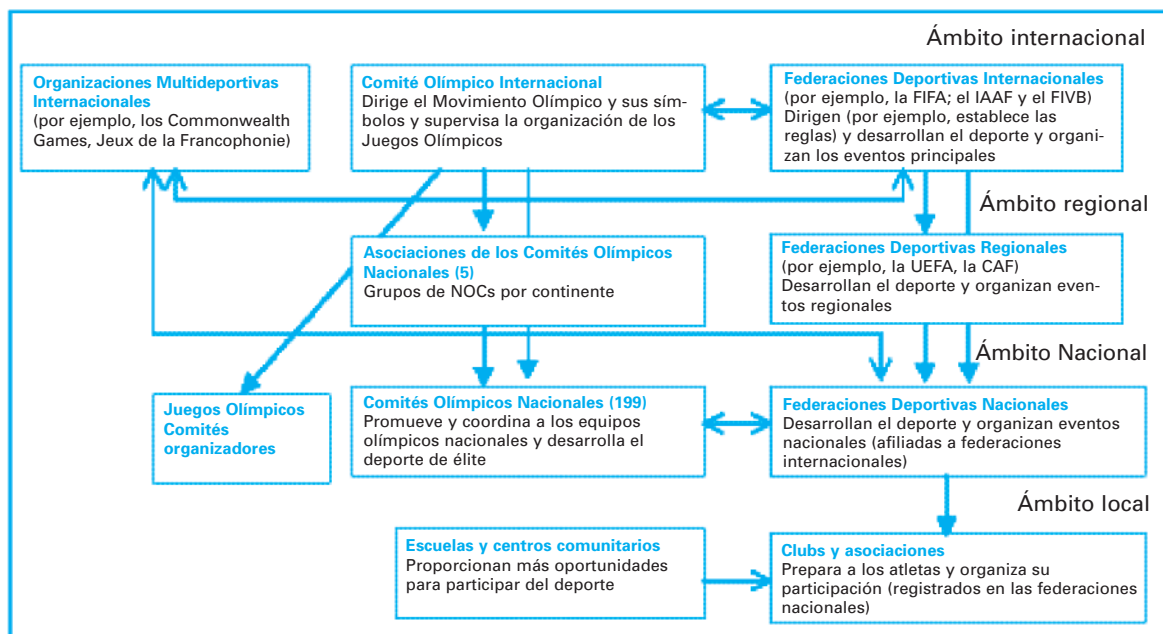 Ámbito internacional
Organizaciones Multideportivas
Internacionales
(por ejemplo, los Commonwealth
Games, Jeux de la Francophonie)
Comité Olímpico Internacional
Dirige el Movimiento Olímpico y sus sím-
bolos y supervisa la organización de los
Juegos Olímpicos
Federaciones Deportivas Internacionales
(por ejemplo, la FIFA; el IAAF y el FIVB)
Dirigen (por ejemplo, establece las
reglas) y desarrollan el deporte y organi-
zan los eventos principales
Ámbito regional
Asociaciones de los Comités Olímpicos
Nacionales (5)
Grupos de NOCs por continente
Federaciones Deportivas Regionales
(por ejemplo, la UEFA, la CAF)
Desarrollan el deporte y organizan even-
tos regionales
Ámbito Nacional
Juegos Olímpicos
Comités
organizadores
Comités Olímpicos Nacionales (199)
Promueve y coordina a los equipos
olímpicos nacionales y desarrolla el
deporte de élite
Federaciones Deportivas Nacionales
Desarrollan el deporte y organizan eventos
nacionales (afiliadas a federaciones
internacionales)
Ámbito local
Escuelas y centros comunitarios
Proporcionan más oportunidades
para participar del deporte
Clubs y asociaciones
Prepara a los atletas y organiza su
participación (registrados en las federaciones
nacionales)